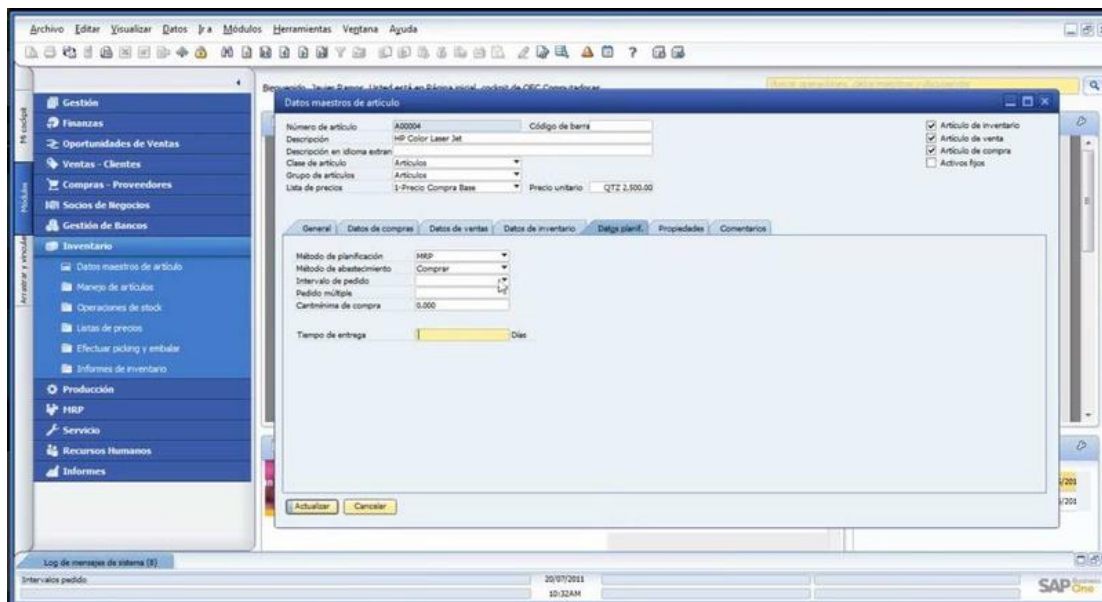 Archivo Editar Visualizar Datos Ir a Módulos Herramientas Ventana Ayuda
Mi cockpit
Módulos
Gestión
Finanzas
Oportunidades de Ventas
Ventas - Clientes
Compras - Proveedores
Socios de Negocios
Gestión de Bancos
Inventario
Datos maestros de artículo
Manejo de artículos
Operaciones de stock
Listas de precios
Efectuar picking y embalar
Informes de inventario
Producción
MRP
Servicio
Recursos Humanos
Informes
Datos maestros de artículo
Número de artículo A00004 Código de barra
Descripción HP Color Laser Jet
Descripción en idioma extran
Clase de artículo Artículos
Grupo de artículos Artículos
Lista de precios 1-Precio Compra Base Precio unitario QTZ 2,500.00
Artículo de inventario
Artículo de venta
Artículo de compra
Activos fijos
General Datos de compras Datos de ventas Datos de inventario Datos planif. Propiedades Comentarios
Método de planificación MRP
Método de abastecimiento Comprar
Intervalo de pedido
Pedido múltiple
Cantmínima de compra 0.000
Tiempo de entrega Días
Actualizar Cancelar
Log de mensajes de sistema (8)
Intervalos pedido 20/07/2011
10:32AM
SAP Business One